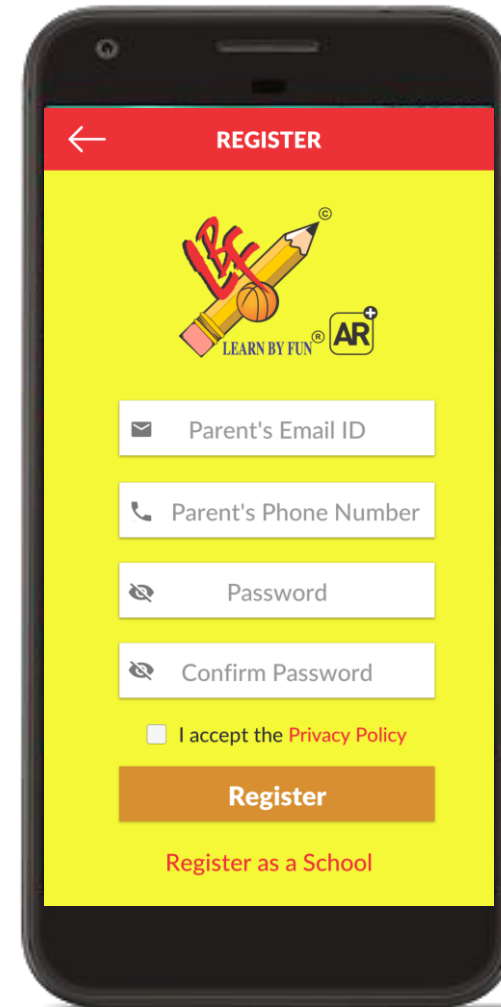 REGISTER
©
LBF
LEARN BY FUN® AR+
Parent's Email ID
Parent's Phone Number
Password
Confirm Password
I accept the Privacy Policy
Register
Register as a School